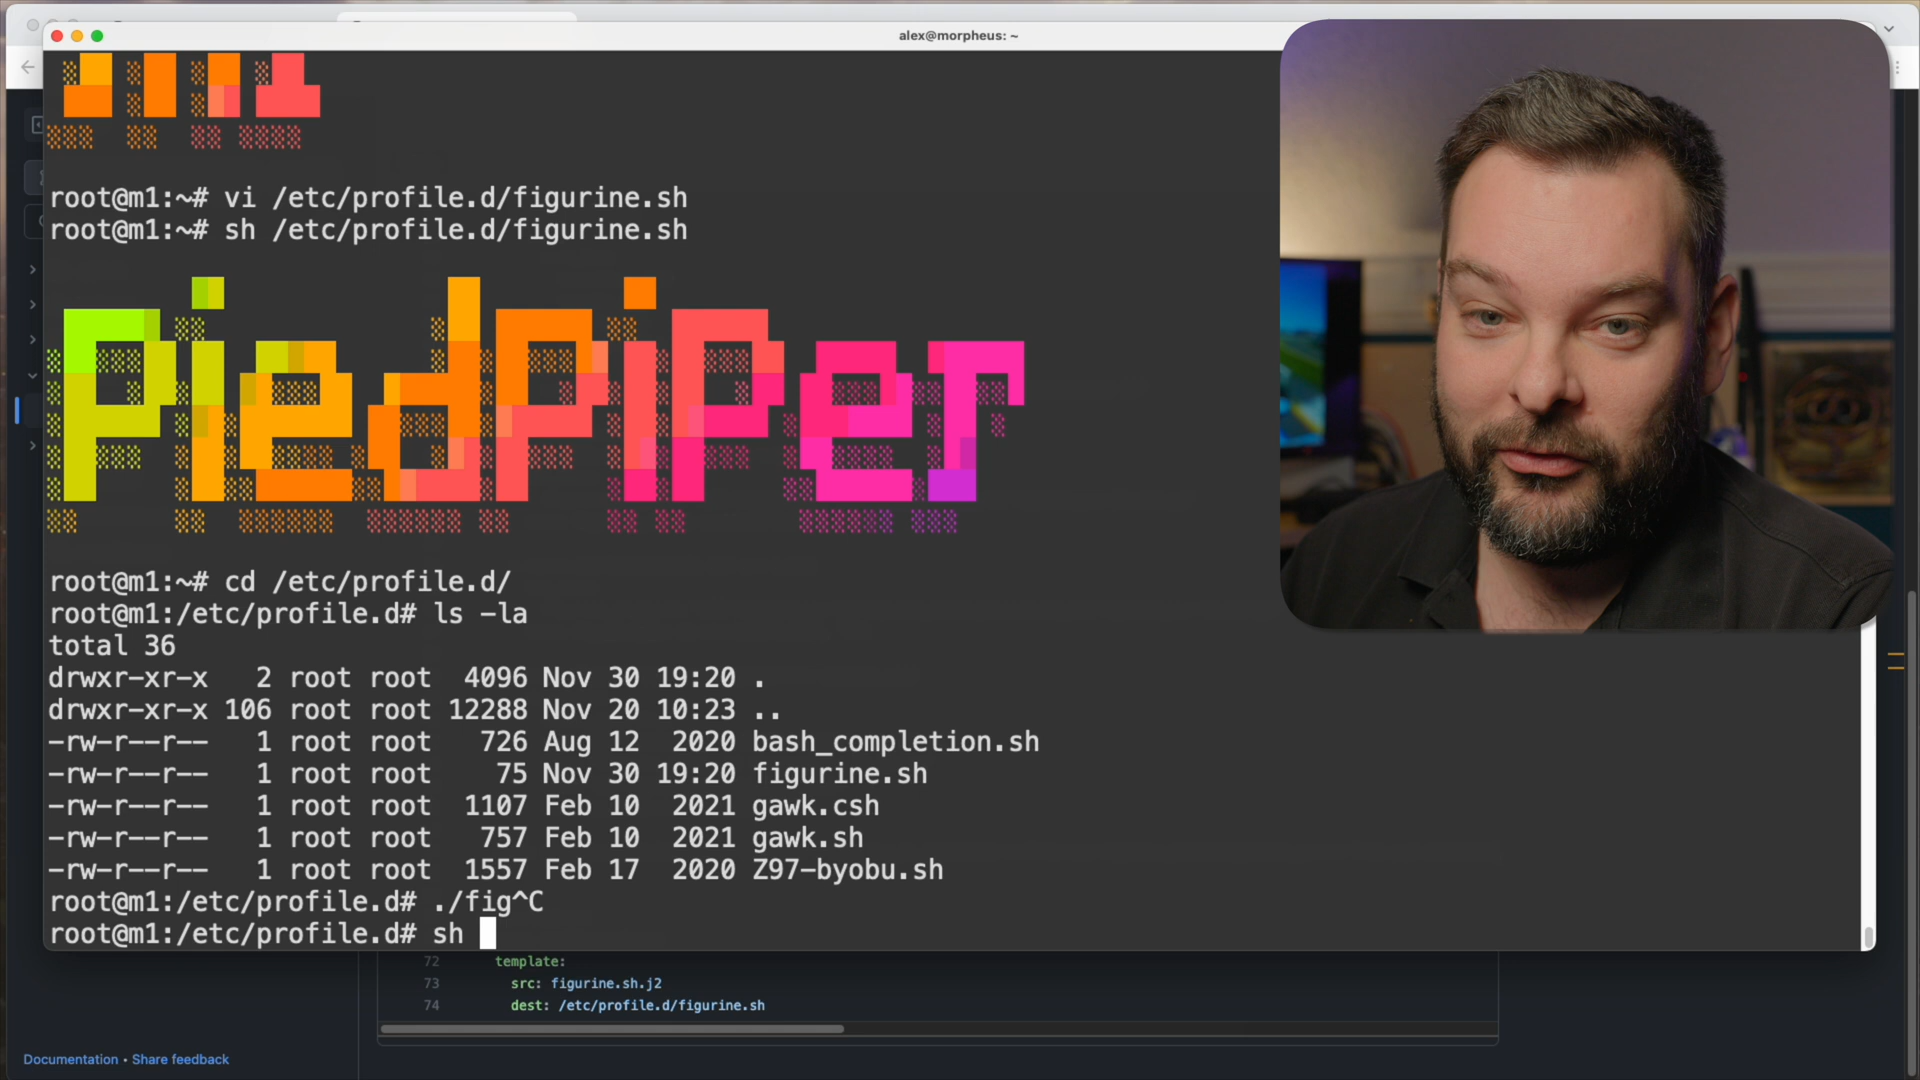 alex@morpheus: ~
root@m1:~# vi /etc/profile.d/figurine.sh
root@m1:~# sh /etc/profile.d/figurine.sh
PiedPiPer
root@m1:~# cd /etc/profile.d/
root@m1:/etc/profile.d# ls -la
total 36
drwxr-xr-x   2 root root  4096 Nov 30 19:20 .
drwxr-xr-x 106 root root 12288 Nov 20 10:23 ..
-rw-r--r--   1 root root   726 Aug 12  2020 bash_completion.sh
-rw-r--r--   1 root root    75 Nov 30 19:20 figurine.sh
-rw-r--r--   1 root root  1107 Feb 10  2021 gawk.csh
-rw-r--r--   1 root root   757 Feb 10  2021 gawk.sh
-rw-r--r--   1 root root  1557 Feb 17  2020 Z97-byobu.sh
root@m1:/etc/profile.d# ./fig^C
root@m1:/etc/profile.d# sh
72 template:
73 src: figurine.sh.j2
74 dest: /etc/profile.d/figurine.sh
Documentation • Share feedback